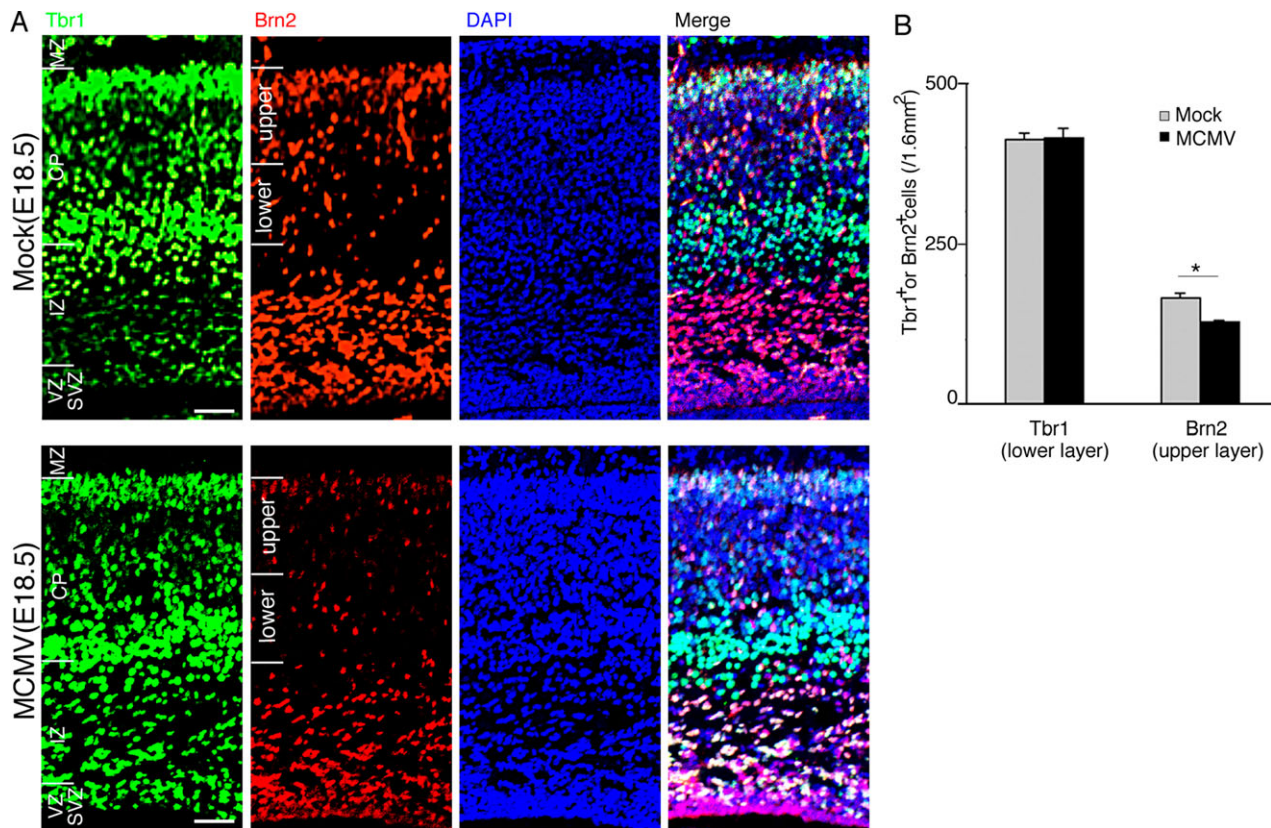 A
Tbr1
Brn2
DAPI
Merge
Mock(E18.5)
MZ
CP
IZ
VZ
SVZ
upper
lower
MCMV(E18.5)
MZ
CP
IZ
VZ
SVZ
upper
lower
B
Tbr1+ or Brn2+cells (/1.6mm2)
500
250
0
Mock
MCMV
*
Tbr1
(lower layer)
Brn2
(upper layer)